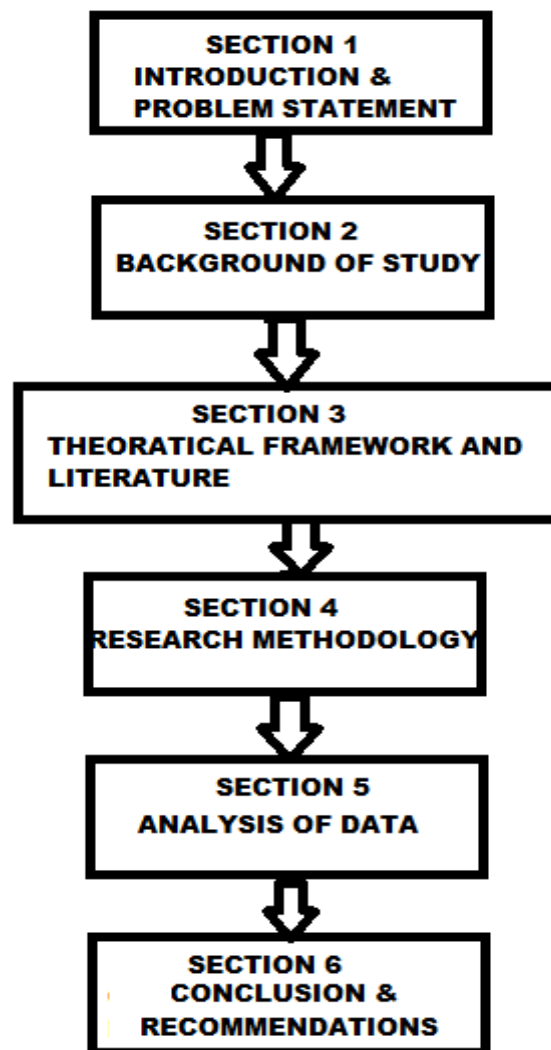 SECTION 1
INTRODUCTION &
PROBLEM STATEMENT
SECTION 2
BACKGROUND OF STUDY
SECTION 3
THEORATICAL FRAMEWORK AND
LITERATURE
SECTION 4
RESEARCH METHODOLOGY
SECTION 5
ANALYSIS OF DATA
SECTION 6
CONCLUSION &
RECOMMENDATIONS